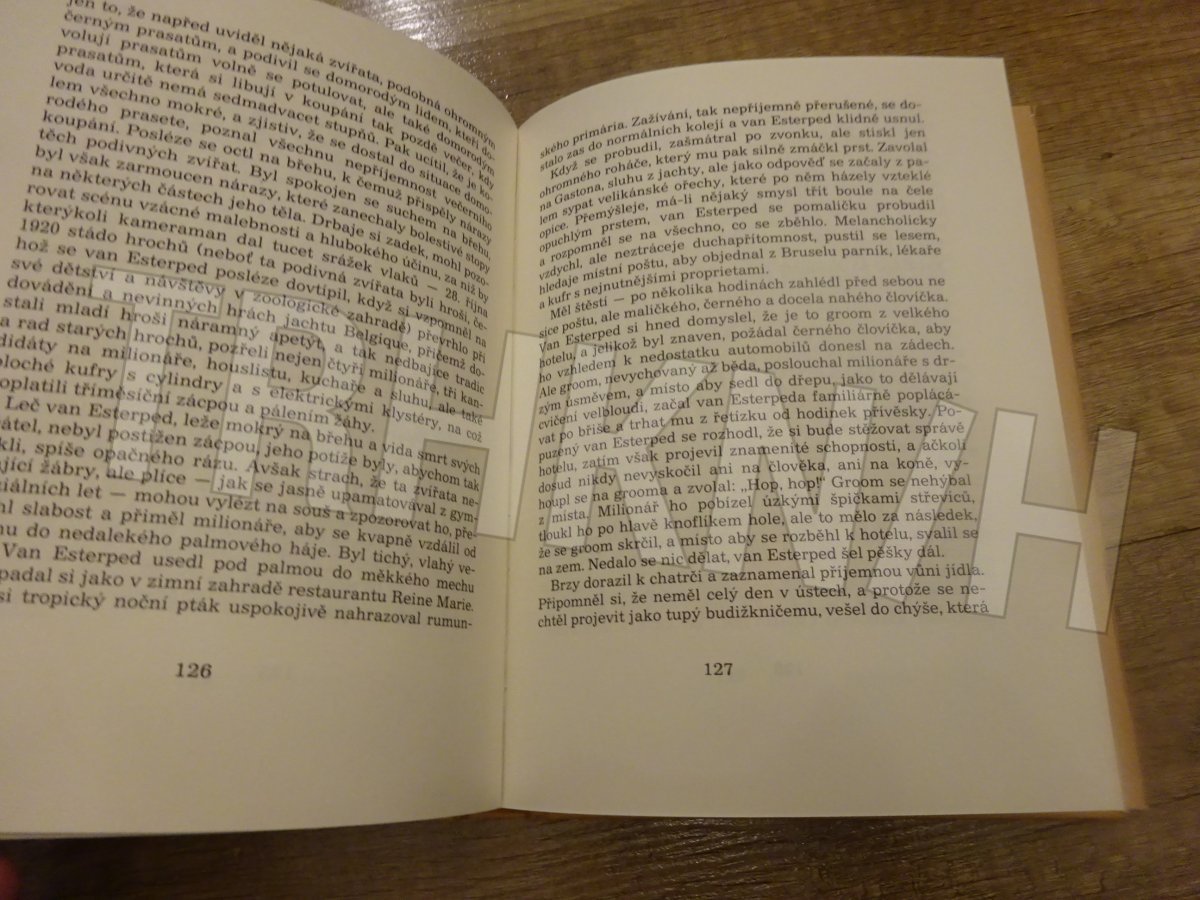 jen to, že napřed uviděl nějaká zvířata, podobná ohromným
černým prasatům, a podivil se domorodým lidem, kteří do-
volují prasatům volně se potulovat, ale také domorodým
prasatům, která si libují v koupání tak pozdě večer, kdy
voda určitě nemá sedmadvacet stupňů. Pak ucítil, že je ko-
lem všechno mokré, a zjistiv, že se dostal do situace domo-
rodého prasete, poznal všechnu nepříjemnost večerního
koupání. Posléze se octl na břehu, k čemuž přispěly nárazy
těch podivných zvířat. Byl spokojen se suchem na břehu,
byl však zarmoucen nárazy, které zanechaly bolestivé stopy
na některých částech jeho těla. Drbaje si zadek, mohl pozo-
rovat scénu vzácné malebnosti a hlubokého účinu, za niž by
kterýkoli kameraman dal tucet srážek vlaků — 28. října
1920 stádo hrochů (neboť ta podivná zvířata byli hroši, če-
hož se van Esterped posléze dovtípil, když si vzpomněl na
své dětství a návštěvy v zoologické zahradě) převrhlo při
dovádění a nevinných hrách jachtu Belgique, přičemž do-
stali mladí hroši náramný apetýt, a tak nedbajíce tradic
a rad starých hrochů, pozřeli nejen čtyři milionáře, tři kan-
didáty na milionáře, houslistu, kuchaře a sluhu, ale také
ploché kufry s cylindry a s elektrickými klystéry, na což
oplatili tříměsíční zácpou a pálením žáhy.
Leč van Esterped, leže mokrý na břehu a vida smrt svých
átel, nebyl postižen zácpou, jeho potíže byly, abychom tak
kli, spíše opačného rázu. Avšak strach, že ta zvířata ne-
jící žábry, ale plíce — jak se jasně upamatovával z gym-
ziálních let — mohou vylézt na souš a zpozorovat ho, pře-
hl slabost a přiměl milionáře, aby se kvapně vzdálil od
mu do nedalekého palmového háje. Byl tichý, vlahý ve-
Van Esterped usedl pod palmou do měkkého mechu
padal si jako v zimní zahradě restaurantu Reine Marie.
si tropický noční pták uspokojivě nahrazoval rumun-
126
ského primária. Zažívání, tak nepříjemně přerušené, se do-
stalo zas do normálních kolejí a van Esterped klidně usnul.
Když se probudil, zašmátral po zvonku, ale stiskl jen
ohromného roháče, který mu pak silně zmáčkl prst. Zavolal
na Gastona, sluhu z jachty, ale jako odpověď se začaly z pa-
lem sypat velikánské ořechy, které po něm házely vzteklé
opice. Přemýšleje, má-li nějaký smysl třít boule na čele
opuchlým prstem, van Esterped se pomaličku probudil
a rozpomněl se na všechno, co se zběhlo. Melancholicky
vzdychl, ale neztráceje duchapřítomnost, pustil se lesem,
hledaje místní poštu, aby objednal z Bruselu parník, lékaře
a kufr s nejnutnějšími proprietami.
Měl štěstí — po několika hodinách zahlédl před sebou ne
sice poštu, ale maličkého, černého a docela nahého človíčka.
Van Esterped si hned domyslel, že je to groom z velkého
hotelu, a jelikož byl znaven, požádal černého človíčka, aby
ho vzhledem k nedostatku automobilů donesl na zádech.
Ale groom, nevychovaný až běda, poslouchal milionáře s dr-
zým úsměvem, a místo aby sedl do dřepu, jako to dělávají
cvičení velbloudi, začal van Esterpeda familiárně poplácá-
vat po břiše a trhat mu z řetízku od hodinek přívěsky. Po-
puzený van Esterped se rozhodl, že si bude stěžovat správě
hotelu, zatím však projevil znamenité schopnosti, a ačkoli
dosud nikdy nevyskočil ani na člověka, ani na koně, vy-
houpl se na grooma a zvolal: „Hop, hop!“ Groom se nehýbal
z místa. Milionář ho pobízel úzkými špičkami střevíců,
tloukl ho po hlavě knoflíkem hole, ale to mělo za následek,
že se groom skrčil, a místo aby se rozběhl k hotelu, svalil se
na zem. Nedalo se nic dělat, van Esterped šel pěšky dál.
Brzy dorazil k chatrči a zaznamenal příjemnou vůni jídla.
Připomněl si, že neměl celý den v ústech, a protože se ne-
chtěl projevit jako tupý budižkničemu, vešel do chýše, která
127